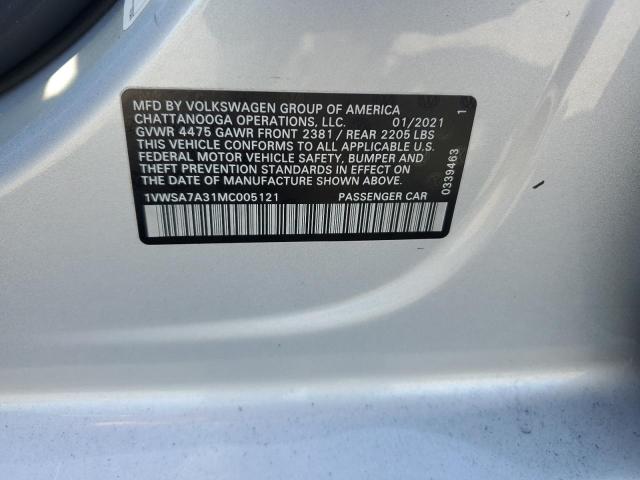 MFD BY VOLKSWAGEN GROUP OF AMERICA
CHATTANOOGA OPERATIONS, LLC. 01/2021
GVWR 4475 GAWR FRONT 2381 / REAR 2205 LBS
THIS VEHICLE CONFORMS TO ALL APPLICABLE U.S.
FEDERAL MOTOR VEHICLE SAFETY, BUMPER AND
THEFT PREVENTION STANDARDS IN EFFECT ON
THE DATE OF MANUFACTURE SHOWN ABOVE.
1VWSA7A31MC005121 PASSENGER CAR
0339463 1